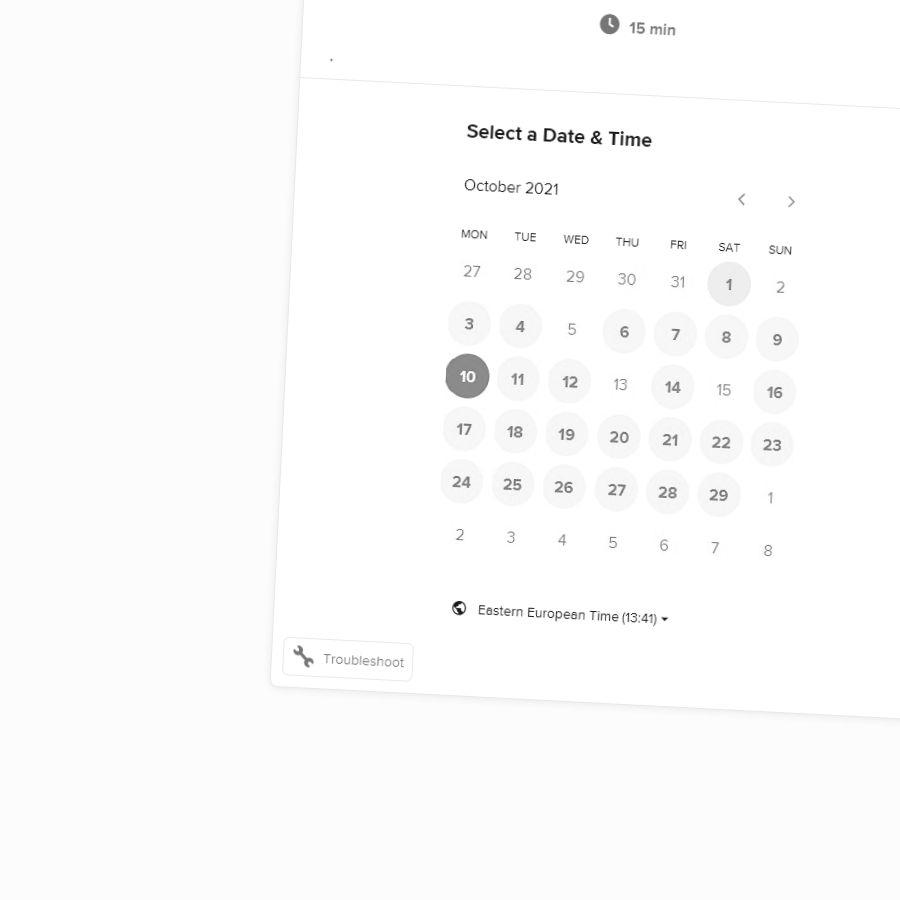 15 min
.
Select a Date & Time
October 2021
MON TUE WED THU FRI SAT SUN
27 28 29 30 31 1 2
3 4 5 6 7 8 9
10 11 12 13 14 15 16
17 18 19 20 21 22 23
24 25 26 27 28 29 1
2 3 4 5 6 7 8
Eastern European Time (13:41)
Troubleshoot